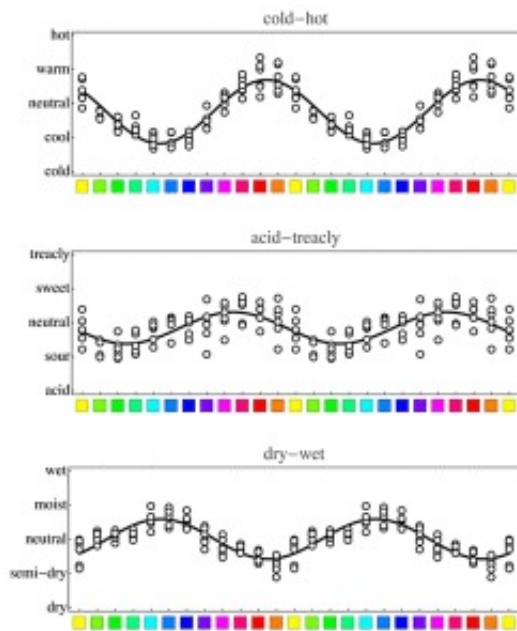 cold-hot
hot
warm
neutral
cool
cold
acid-treacly
treacly
sweet
neutral
sour
acid
dry-wet
wet
moist
neutral
semi-dry
dry